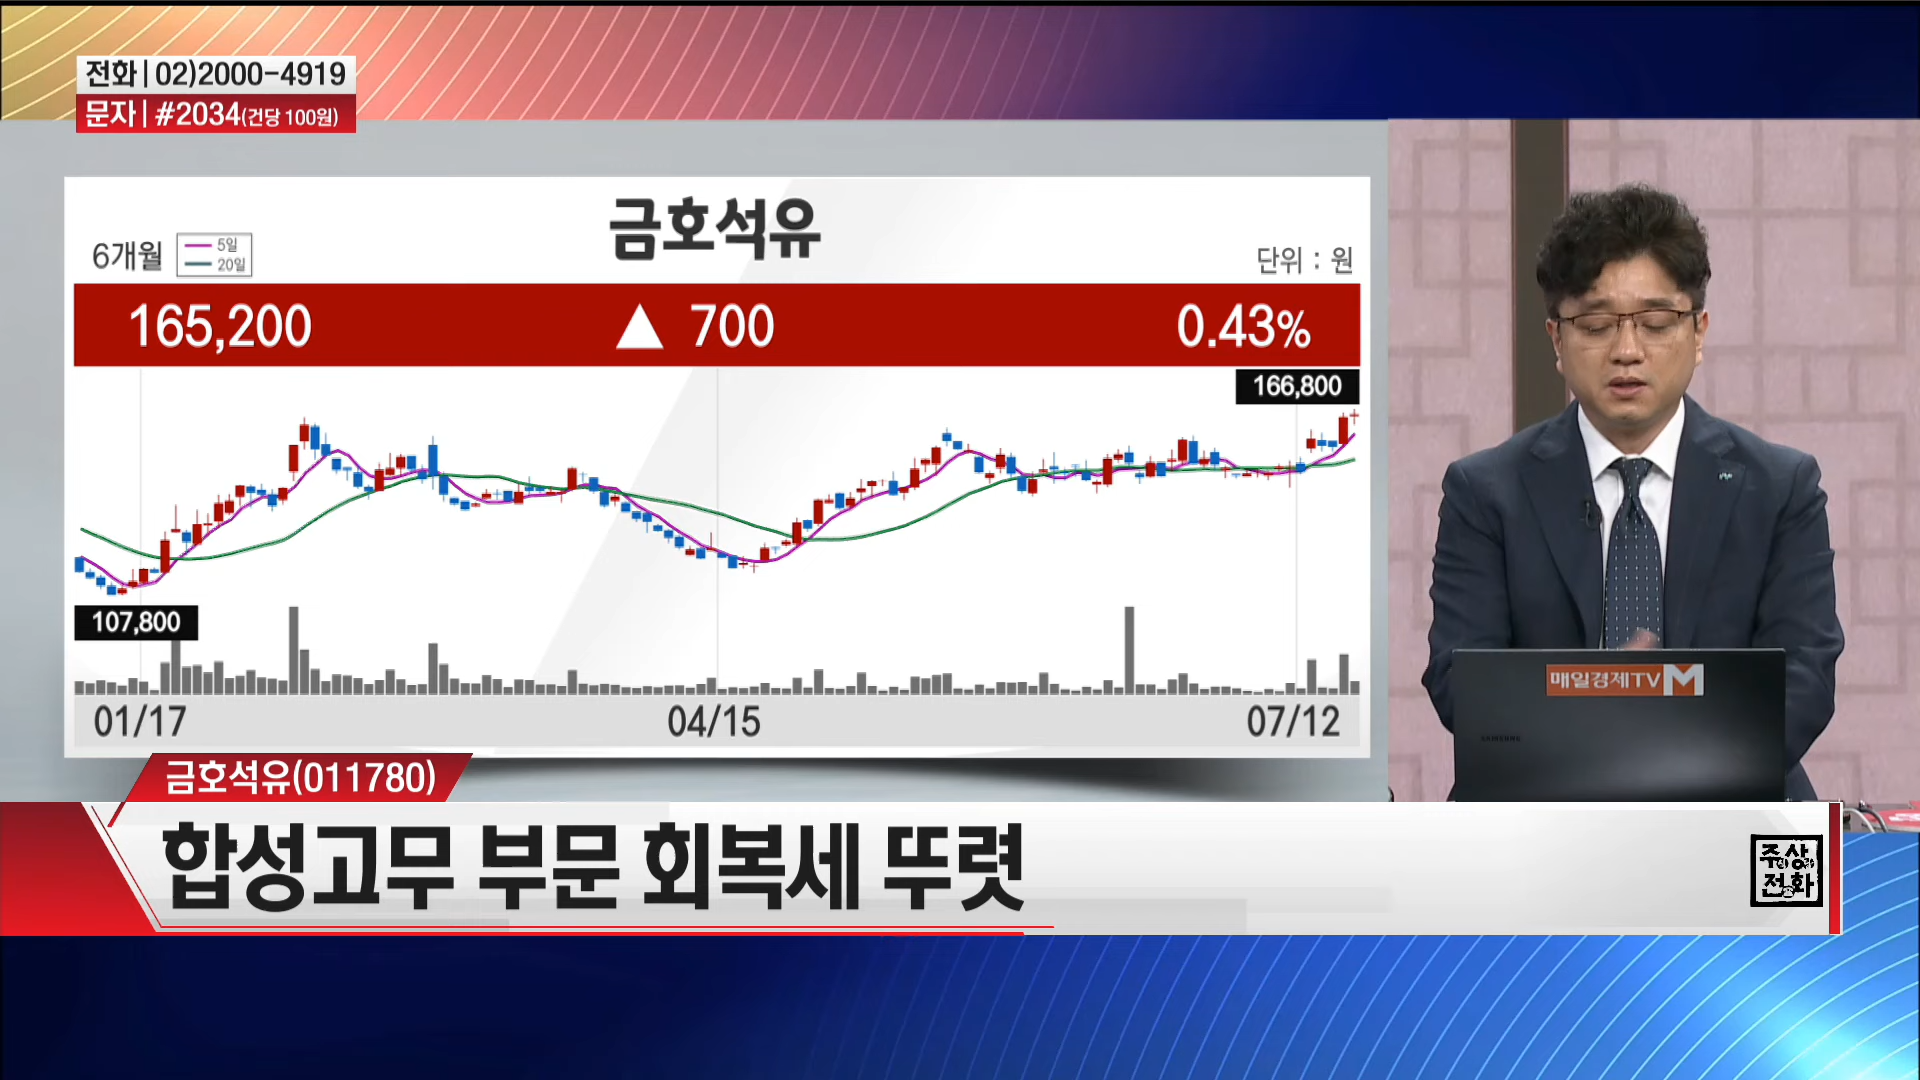 전화 | 02)2000-4919
문자 | #2034(건당 100원)
금호석유
6개월
5일
20일
단위 : 원
165,200 ▲ 700 0.43%
166,800
107,800
01/17 04/15 07/12
매일경제TV M
SAMSUNG
금호석유(011780)
합성고무 부문 회복세 뚜렷
주상
전화